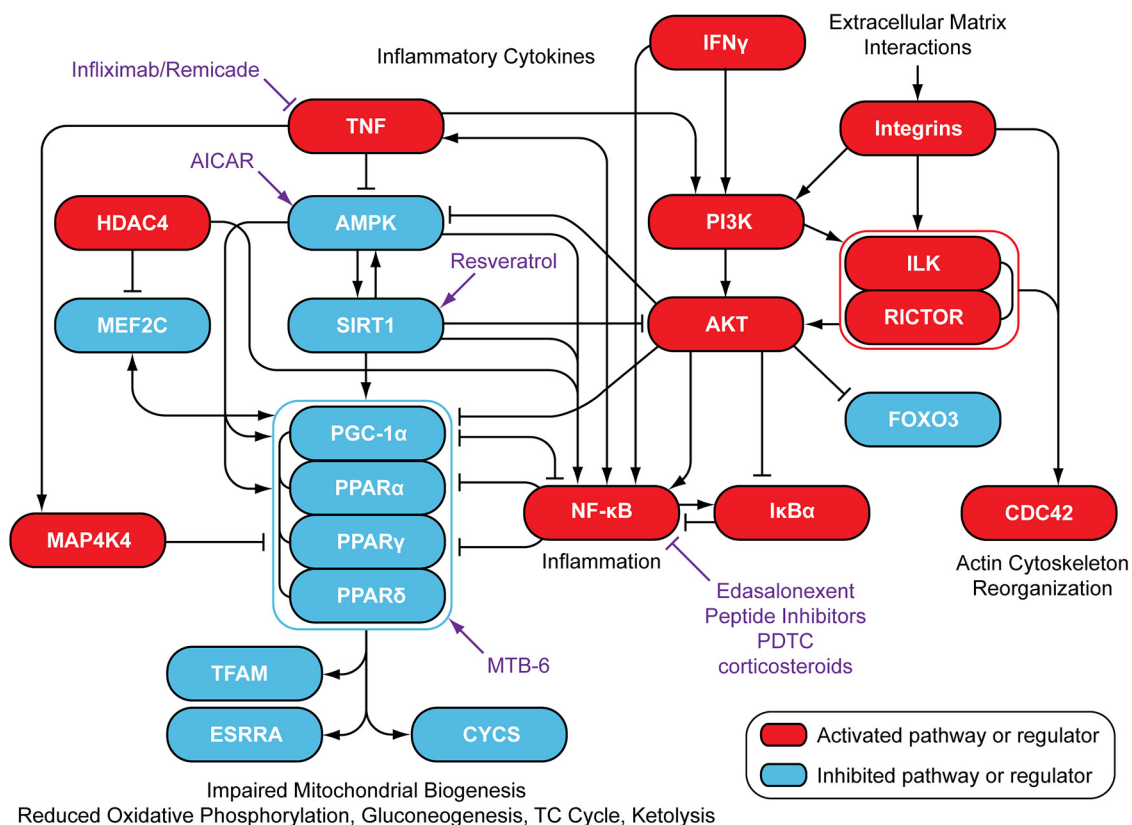 Extracellular Matrix
Interactions
IFNγ
Inflammatory Cytokines
Infliximab/Remicade
TNF
Integrins
AICAR
HDAC4
AMPK
PI3K
Resveratrol
ILK
MEF2C
SIRT1
AKT
RICTOR
PGC-1α
FOXO3
PPARα
MAP4K4
PPARγ
NF-κB
IκBα
CDC42
Inflammation
Actin Cytoskeleton
Reorganization
PPARδ
Edasalonexent
Peptide Inhibitors
PDTC
corticosteroids
MTB-6
TFAM
ESRRA
CYCS
Activated pathway or regulator
Inhibited pathway or regulator
Impaired Mitochondrial Biogenesis
Reduced Oxidative Phosphorylation, Gluconeogenesis, TC Cycle, Ketolysis